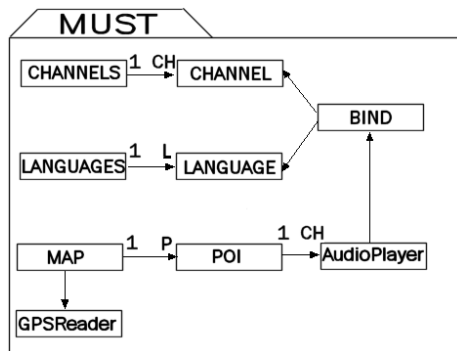 MUST
1 CH
CHANNELS CHANNEL
BIND
1 L
LANGUAGES LANGUAGE
1 P 1 CH
MAP POI AudioPlayer
GPSReader